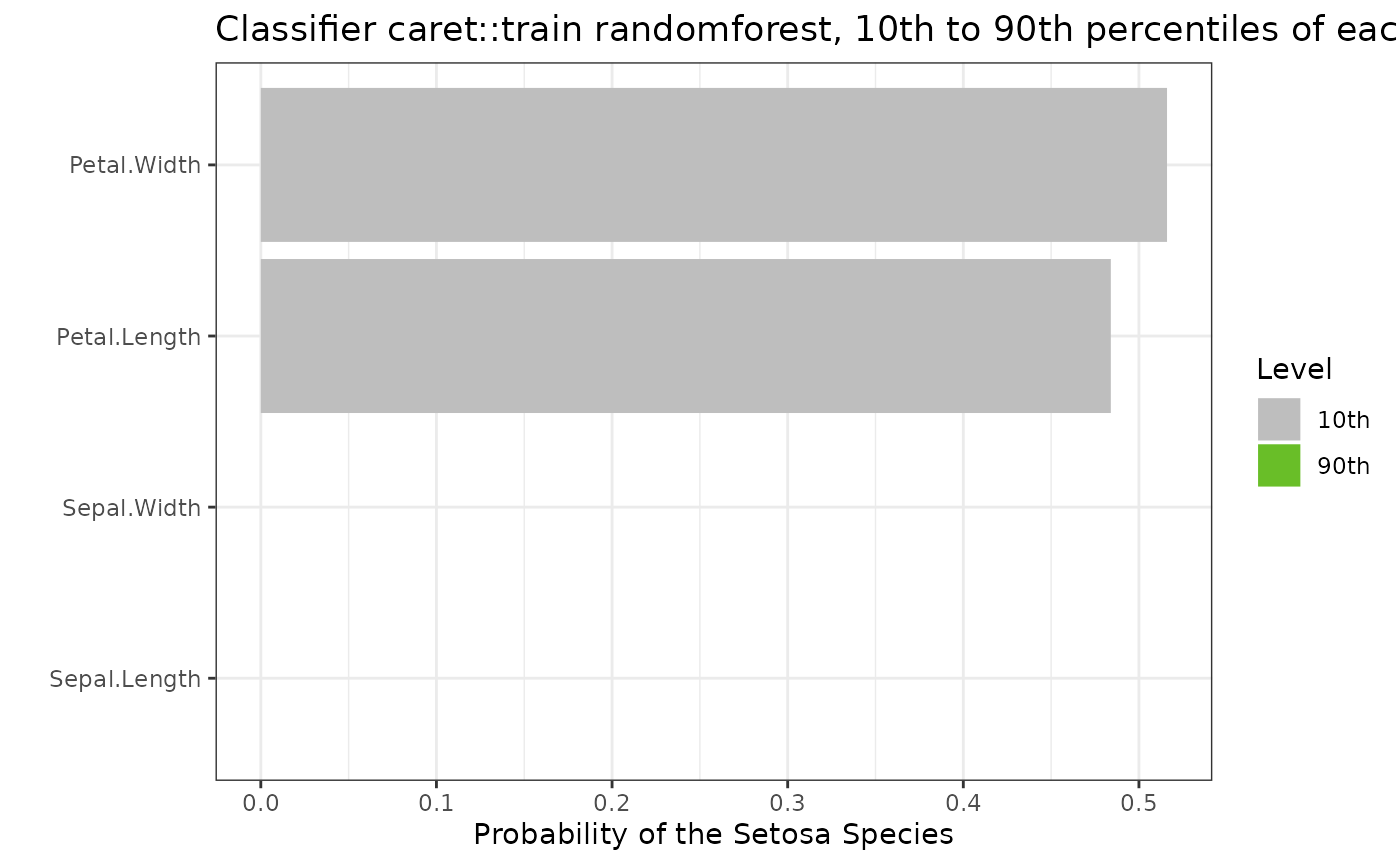 Classifier caret::train randomforest, 10th to 90th percentiles of eac
Petal.Width
Petal.Length
Sepal.Width
Sepal.Length
0.0 0.1 0.2 0.3 0.4 0.5
Probability of the Setosa Species
Level
10th
90th